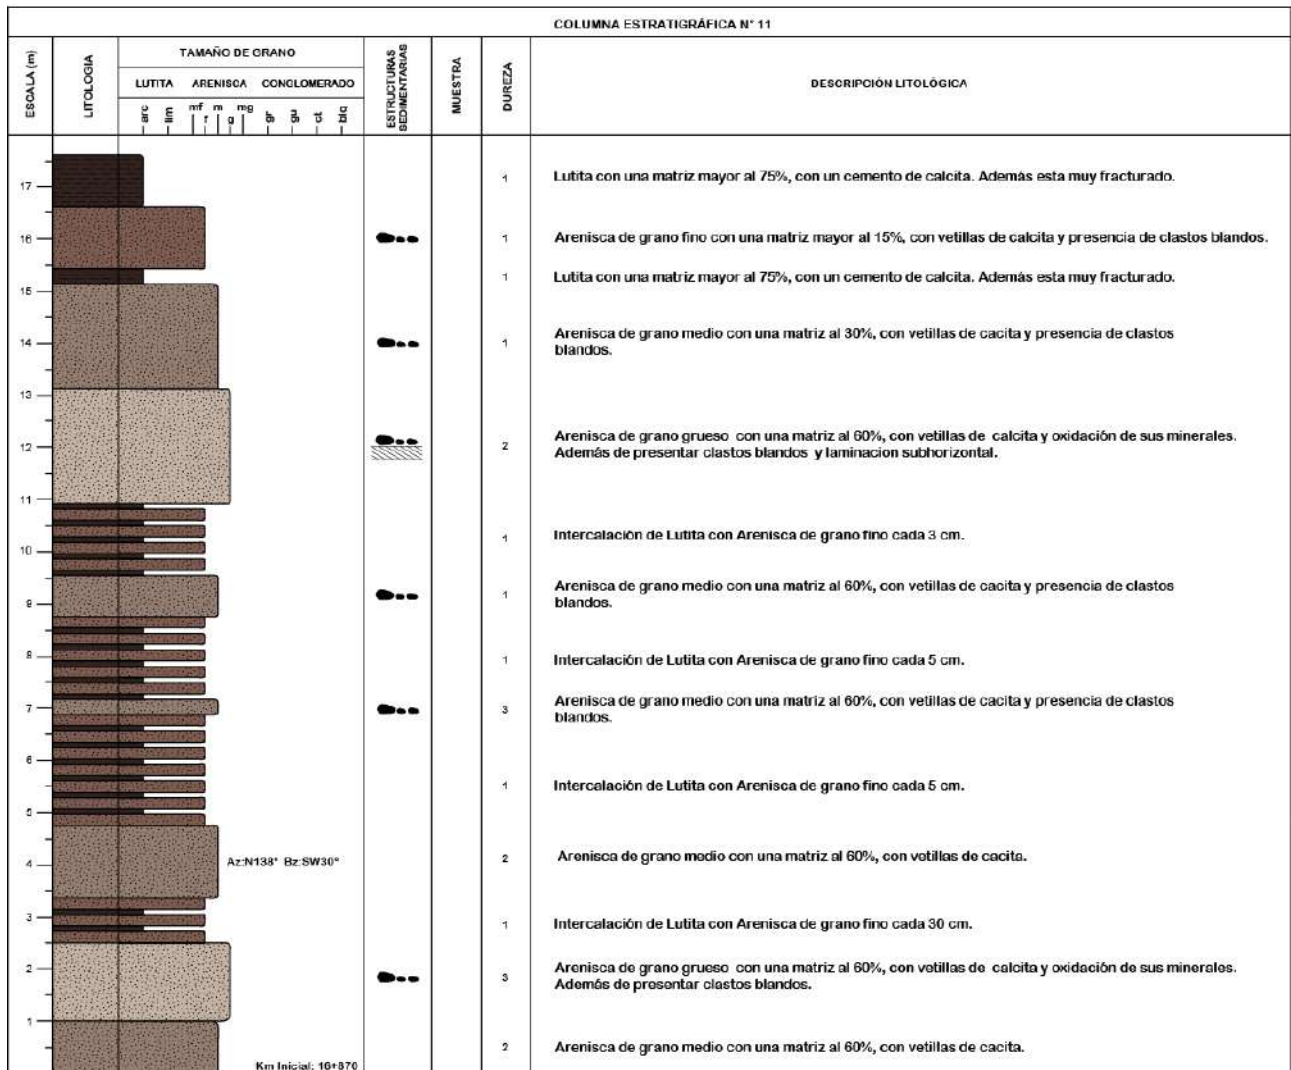 COLUMNA ESTRATIGRÁFICA N° 11
ESCALA (m)
LITOLOGIA
TAMAÑO DE GRANO
LUTITA ARENISCA CONGLOMERADO
arc lim mf f m g mg gr gu ct blq
ESTRUCTURAS
SEDIMENTARIAS
MUESTRA
DUREZA
DESCRIPCIÓN LITOLÓGICA
17
1 Lutita con una matriz mayor al 75%, con un cemento de calcita. Además esta muy fracturado.
16
1 Arenisca de grano fino con una matriz mayor al 15%, con vetillas de calcita y presencia de clastos blandos.
1 Lutita con una matriz mayor al 75%, con un cemento de calcita. Además esta muy fracturado.
15
14
1 Arenisca de grano medio con una matriz al 30%, con vetillas de cacita y presencia de clastos
blandos.
13
12
2 Arenisca de grano grueso con una matriz al 60%, con vetillas de calcita y oxidación de sus minerales.
Además de presentar clastos blandos y laminacion subhorizontal.
11
10
1 Intercalación de Lutita con Arenisca de grano fino cada 3 cm.
9
1 Arenisca de grano medio con una matriz al 60%, con vetillas de cacita y presencia de clastos
blandos.
8
1 Intercalación de Lutita con Arenisca de grano fino cada 5 cm.
7
3 Arenisca de grano medio con una matriz al 60%, con vetillas de cacita y presencia de clastos
blandos.
6
1 Intercalación de Lutita con Arenisca de grano fino cada 5 cm.
5
4
Az:N138° Bz:SW30°
2 Arenisca de grano medio con una matriz al 60%, con vetillas de cacita.
3
1 Intercalación de Lutita con Arenisca de grano fino cada 30 cm.
2
3 Arenisca de grano grueso con una matriz al 60%, con vetillas de calcita y oxidación de sus minerales.
Además de presentar clastos blandos.
1
2 Arenisca de grano medio con una matriz al 60%, con vetillas de cacita.
Km Inicial: 16+870